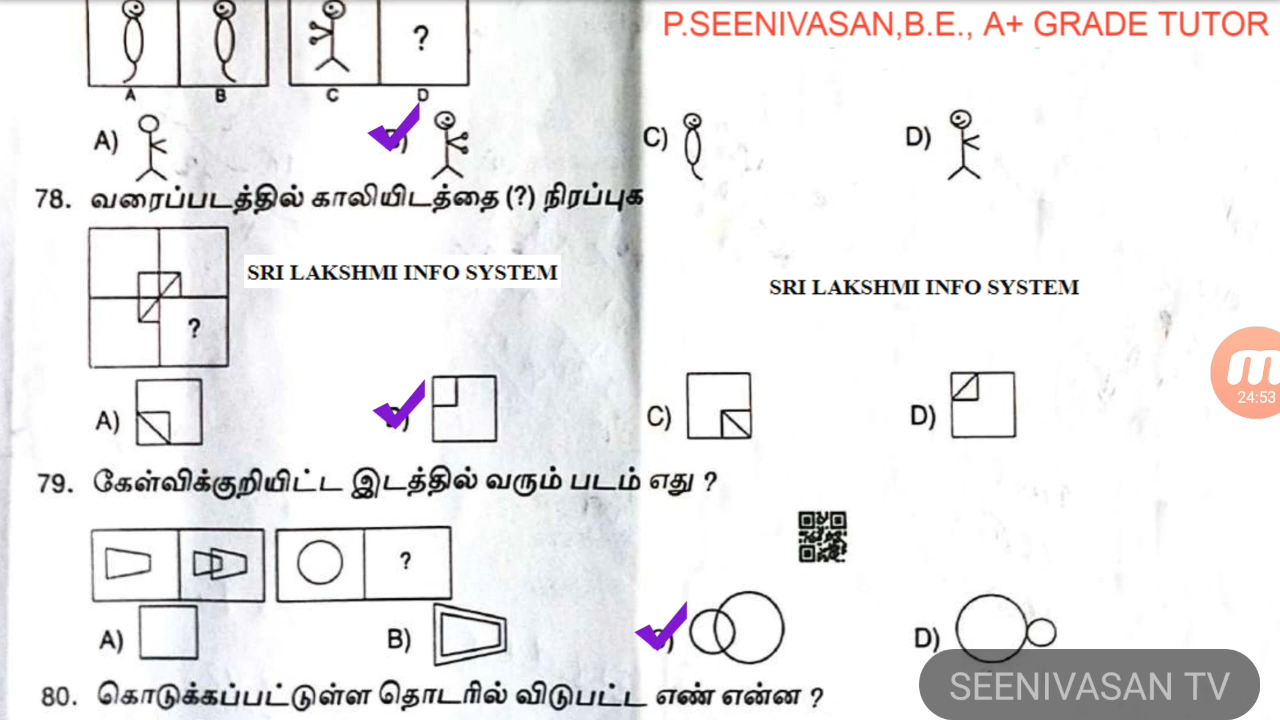 P.SEENIVASAN,B.E., A+ GRADE TUTOR
?
A B C D
A) C) D)
78. வரைப்படத்தில் காலியிடத்தை (?) நிரப்புக
SRI LAKSHMI INFO SYSTEM
SRI LAKSHMI INFO SYSTEM
?
24:53
A) C) D)
79. கேள்விக்குறியிட்ட இடத்தில் வரும் படம் எது ?
?
A) B) D)
SEENIVASAN TV
80. கொடுக்கப்பட்டுள்ள தொடரில் விடுபட்ட எண் என்ன ?